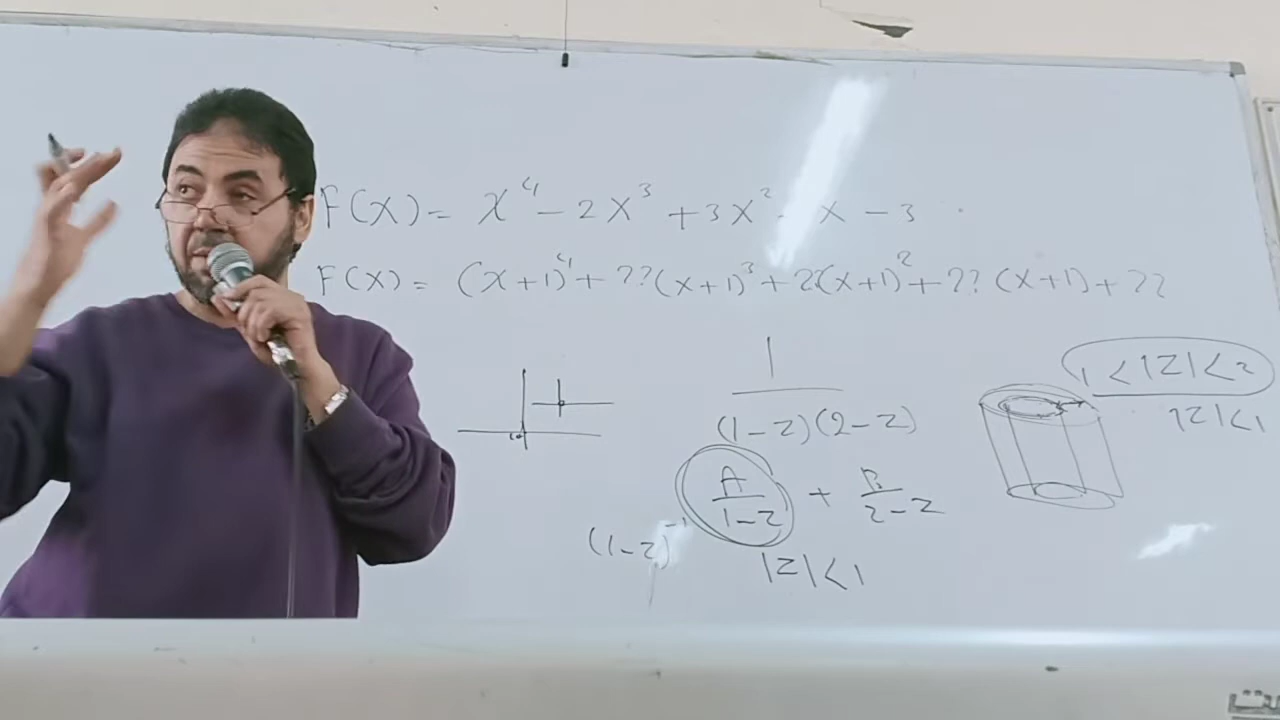 F(X) = X⁴ - 2X³ + 3X² - X - 3
F(X) = (X+1)⁴ + ??(X+1)³ + ?(X+1)² + ??(X+1) + ??
1 < |Z| < 2
|Z| < 1
1
(1-Z)(2-Z)
A/1-Z + B/2-Z
(1-Z)⁻¹
|Z| < 1